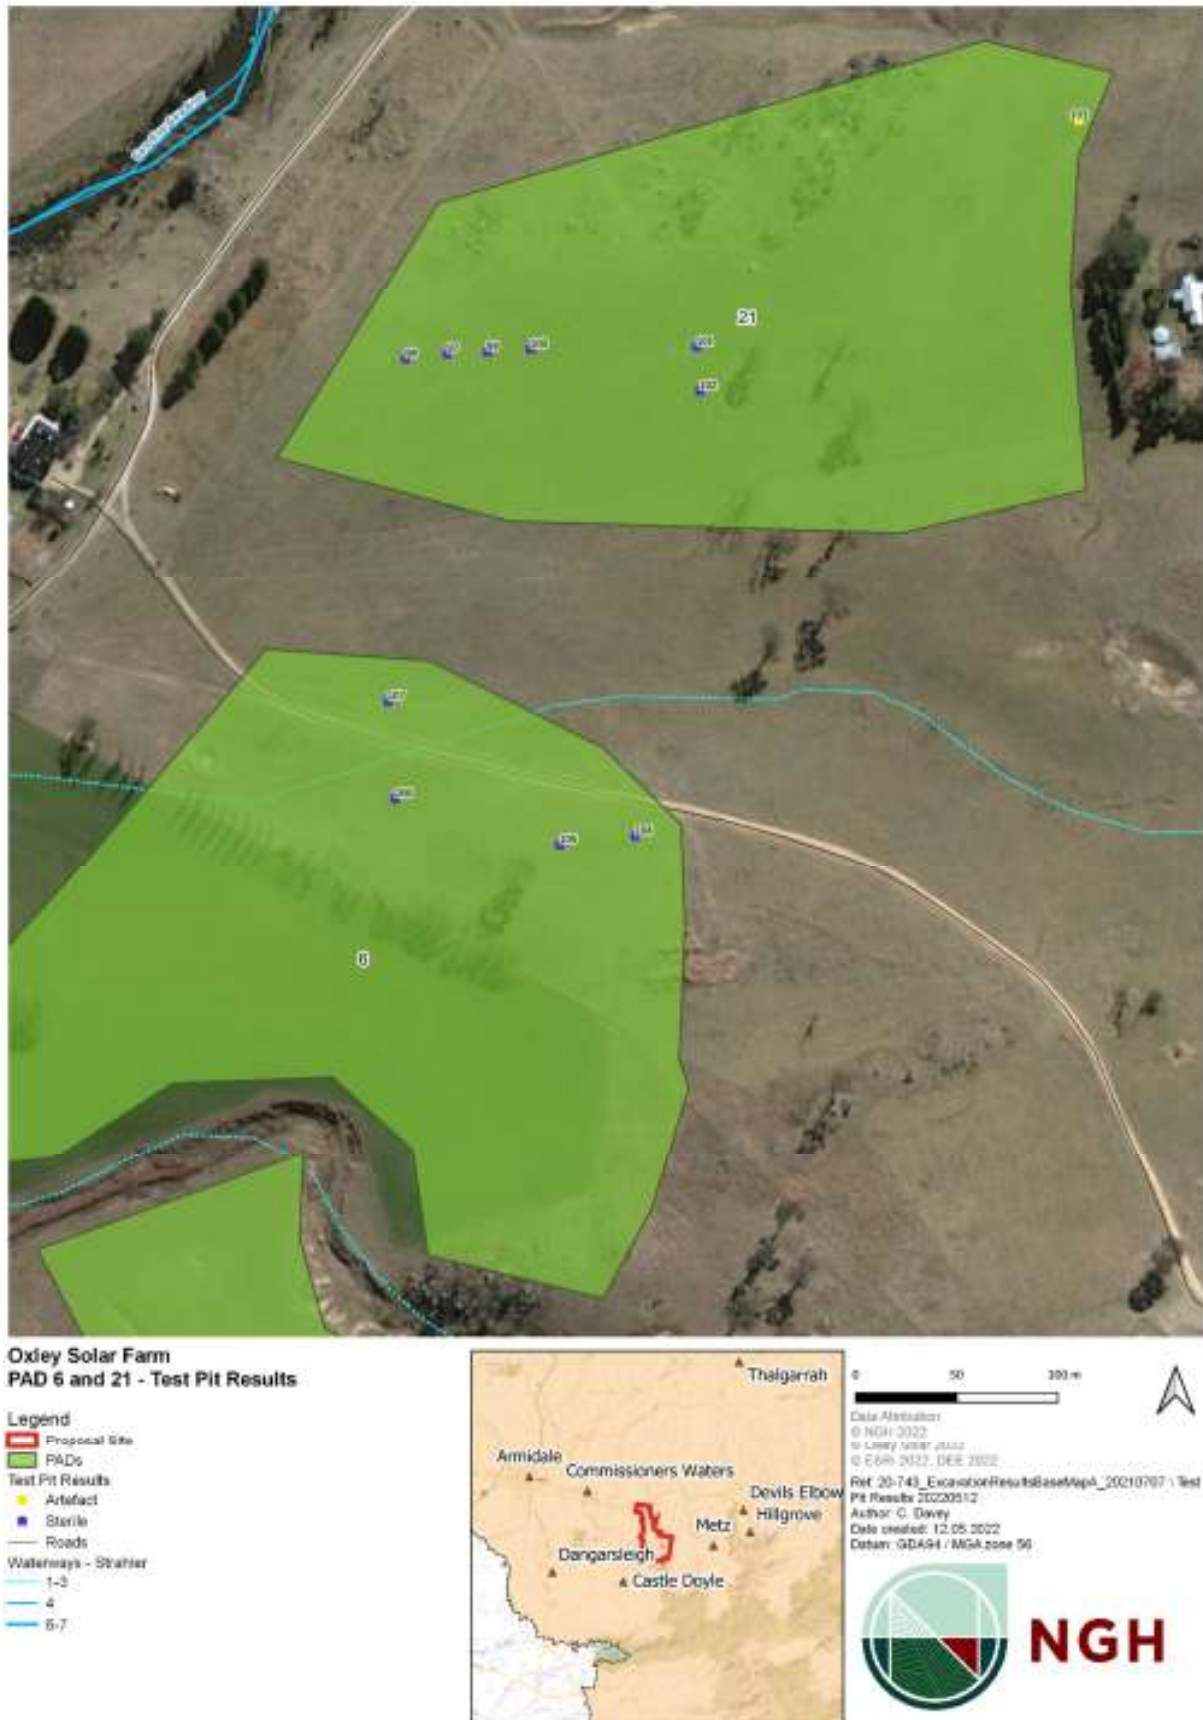 21
6
Oxley Solar Farm
PAD 6 and 21 - Test Pit Results
Legend
Proposal Site
PADs
Test Pit Results
Artefact
Sterile
Roads
Waterways - Strahler
1-3
4
6-7
Thalgarrah
Armidale
Commissioners Waters
Devils Elbow
Hillgrove
Metz
Dangarsleigh
Castle Doyle
0 50 100 m
Data Attribution
© NGH 2022
© Oxley Solar 2022
© ESRI 2022, DEE 2022
Ref: 20-743_ExcavationResultsBaseMapA_20210707 \ Test
Pit Results 20220512
Author: C. Davey
Date created: 12.05.2022
Datum: GDA94 / MGA zone 56
NGH